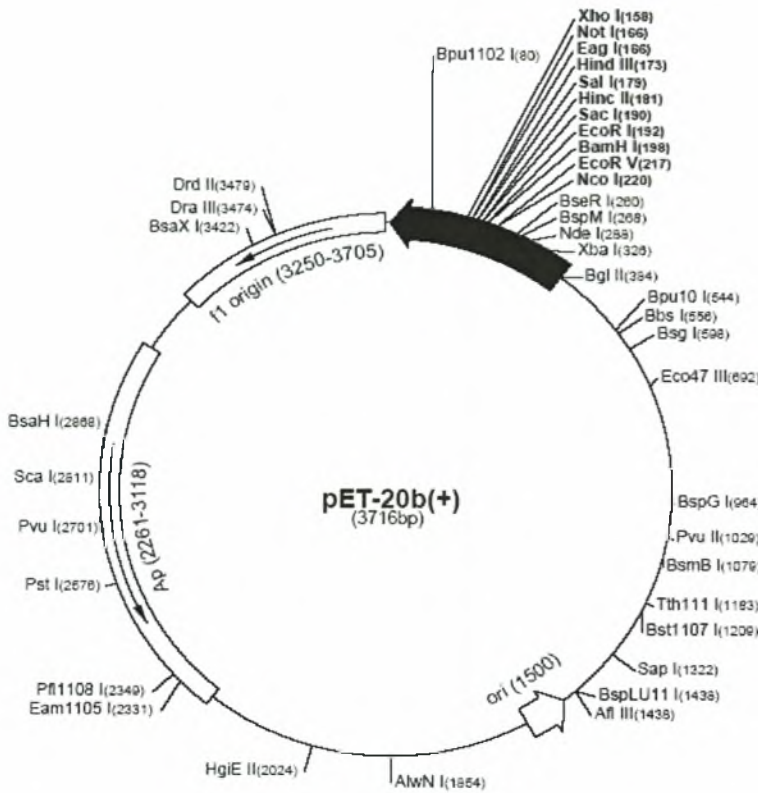 Xho I(158)
Not I(166)
Eag I(166)
Hind III(173)
Sal I(179)
Hinc II(181)
Sac I(190)
EcoR I(192)
BamH I(198)
EcoR V(217)
Nco I(220)
BseR I(260)
BspM I(268)
Nde I(288)
Xba I(326)
Bgl II(384)
Bpu1102 I(80)
Bpu10 I(544)
Bbs I(556)
Bsg I(598)
Eco47 III(692)
BspG I(964
Pvu II(1029)
BsmB I(1079)
Tth111 I(1183)
Bst1107 I(1209)
Sap I(1322)
BspLU11 I(1438)
Afl III(1438)
ori (1500)
AlwN I(1854)
HgiE II(2024)
Eam1105 I(2331)
Pfl1108 I(2349)
Pst I(2576)
Pvu I(2701)
Sca I(2811)
BsaH I(2868)
Ap (2261-3118)
f1 origin (3250-3705)
BsaX I(3422)
Dra III(3474)
Drd II(3479)
pET-20b(+)
(3716bp)